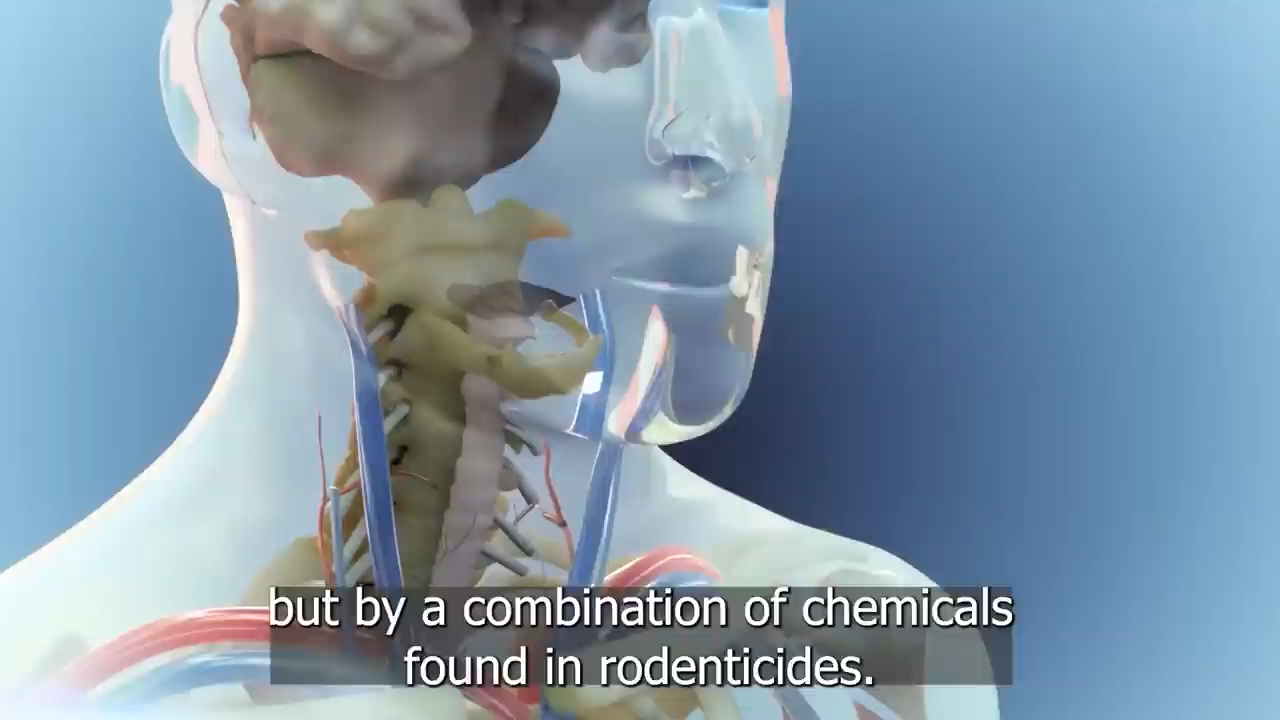 but by a combination of chemicals
found in rodenticides.